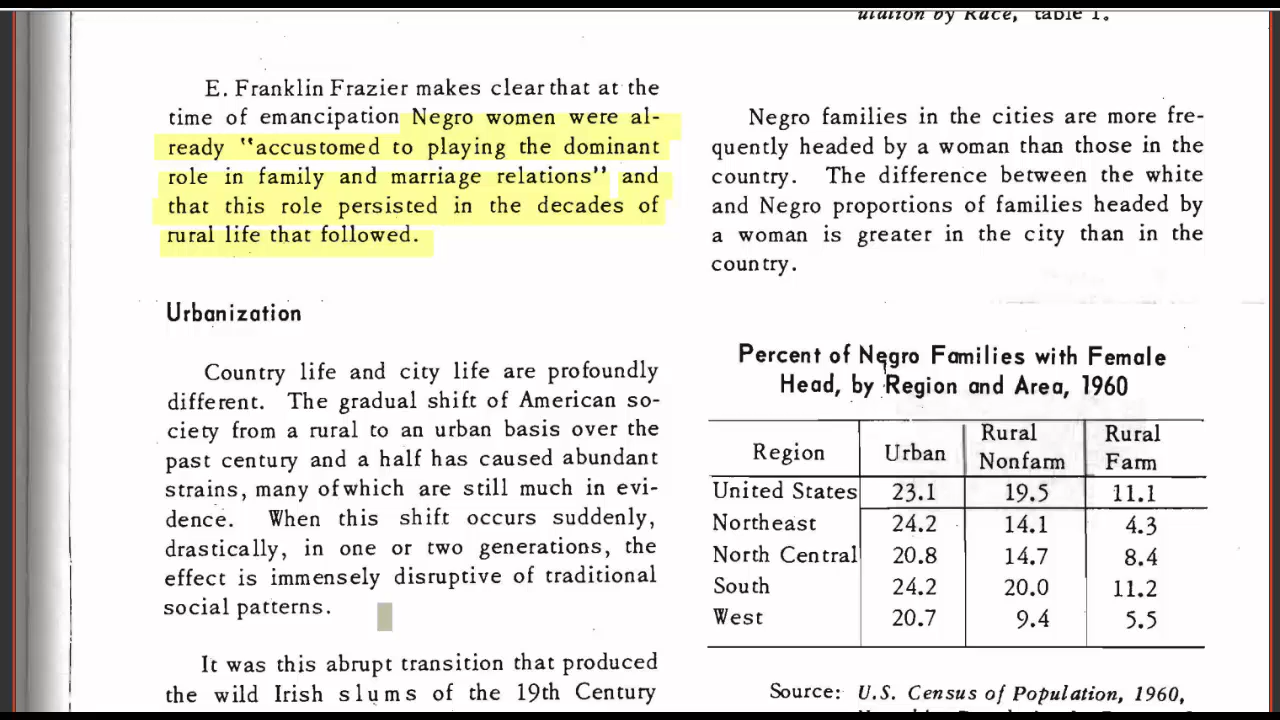 ulation by Race, table 1.
E. Franklin Frazier makes clear that at the
time of emancipation Negro women were al-
ready "accustomed to playing the dominant
role in family and marriage relations" and
that this role persisted in the decades of
rural life that followed.
Urbanization
Country life and city life are profoundly
different. The gradual shift of American so-
ciety from a rural to an urban basis over the
past century and a half has caused abundant
strains, many of which are still much in evi-
dence. When this shift occurs suddenly,
drastically, in one or two generations, the
effect is immensely disruptive of traditional
social patterns.
It was this abrupt transition that produced
the wild Irish slums of the 19th Century
Negro families in the cities are more fre-
quently headed by a woman than those in the
country. The difference between the white
and Negro proportions of families headed by
a woman is greater in the city than in the
country.
Percent of Negro Families with Female
Head, by Region and Area, 1960
Region Urban Rural Nonfarm Rural Farm
United States 23.1 19.5 11.1
Northeast 24.2 14.1 4.3
North Central 20.8 14.7 8.4
South 24.2 20.0 11.2
West 20.7 9.4 5.5
Source: U.S. Census of Population, 1960,